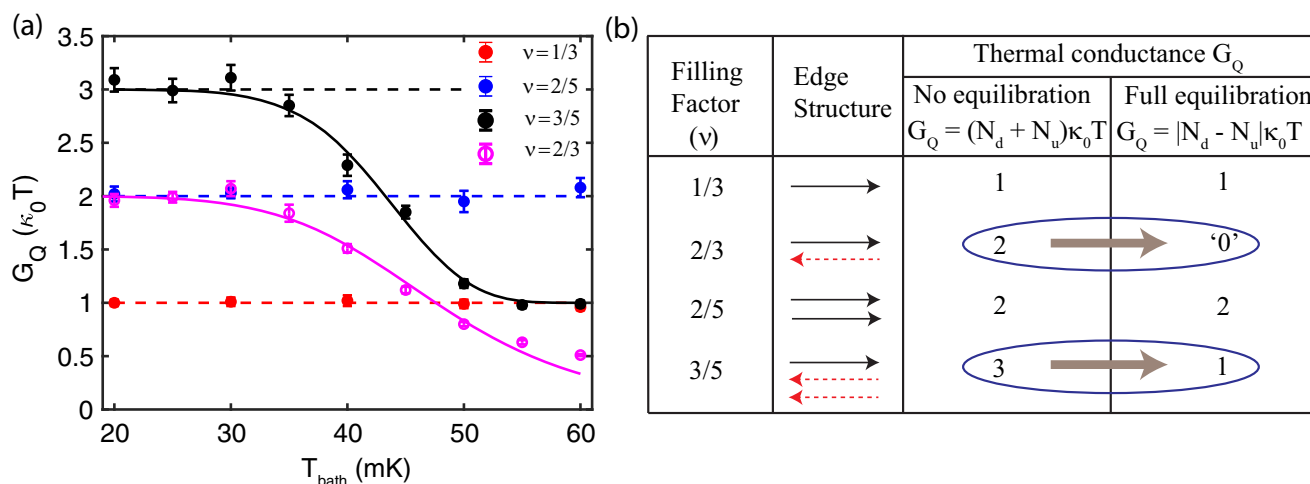 (a)
3.5
3
2.5
2
1.5
1
0.5
0
G_Q (κ_0T)
20
30
40
50
60
T_bath (mK)
ν=1/3
ν=2/5
ν=3/5
ν=2/3
(b)
Filling
Factor
(ν)
Edge
Structure
Thermal conductance G_Q
No equilibration
G_Q = (N_d + N_u)κ_0T
Full equilibration
G_Q = |N_d - N_u|κ_0T
1/3 1 1
2/3 2 ‘0’
2/5 2 2
3/5 3 1